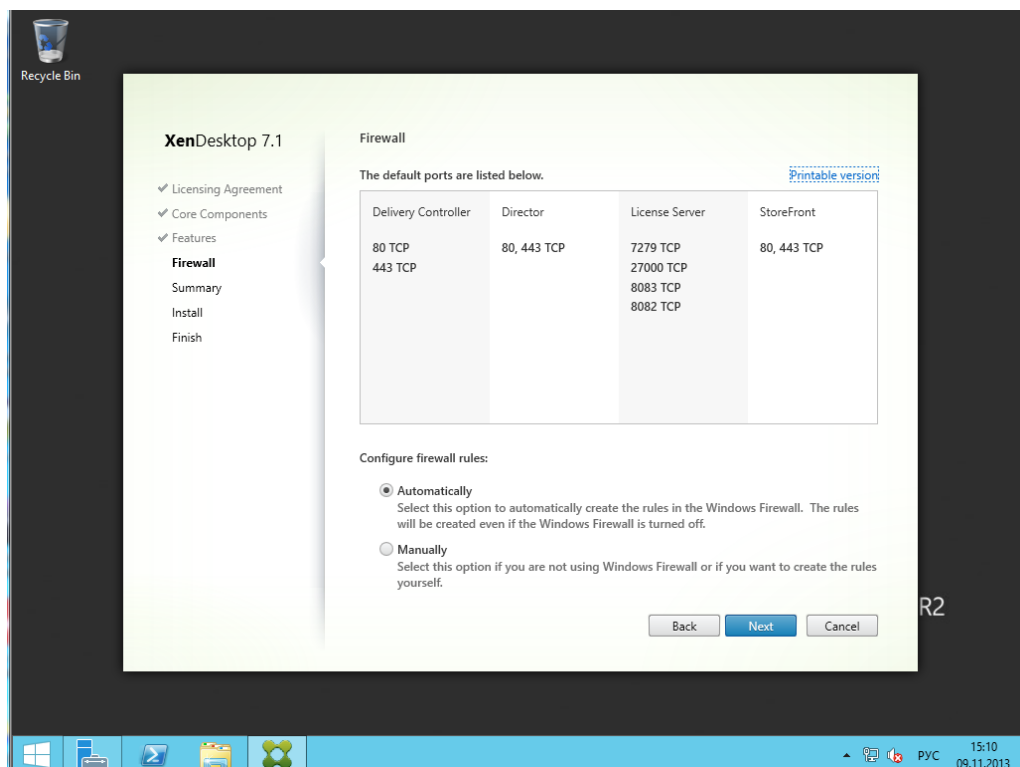 Recycle Bin
XenDesktop 7.1
Licensing Agreement
Core Components
Features
Firewall
Summary
Install
Finish
Firewall
The default ports are listed below.
Printable version
Delivery Controller
80 TCP
443 TCP
Director
80, 443 TCP
License Server
7279 TCP
27000 TCP
8083 TCP
8082 TCP
StoreFront
80, 443 TCP
Configure firewall rules:
Automatically
Select this option to automatically create the rules in the Windows Firewall. The rules
will be created even if the Windows Firewall is turned off.
Manually
Select this option if you are not using Windows Firewall or if you want to create the rules
yourself.
Back
Next
Cancel
R2
РУС
15:10
09.11.2013